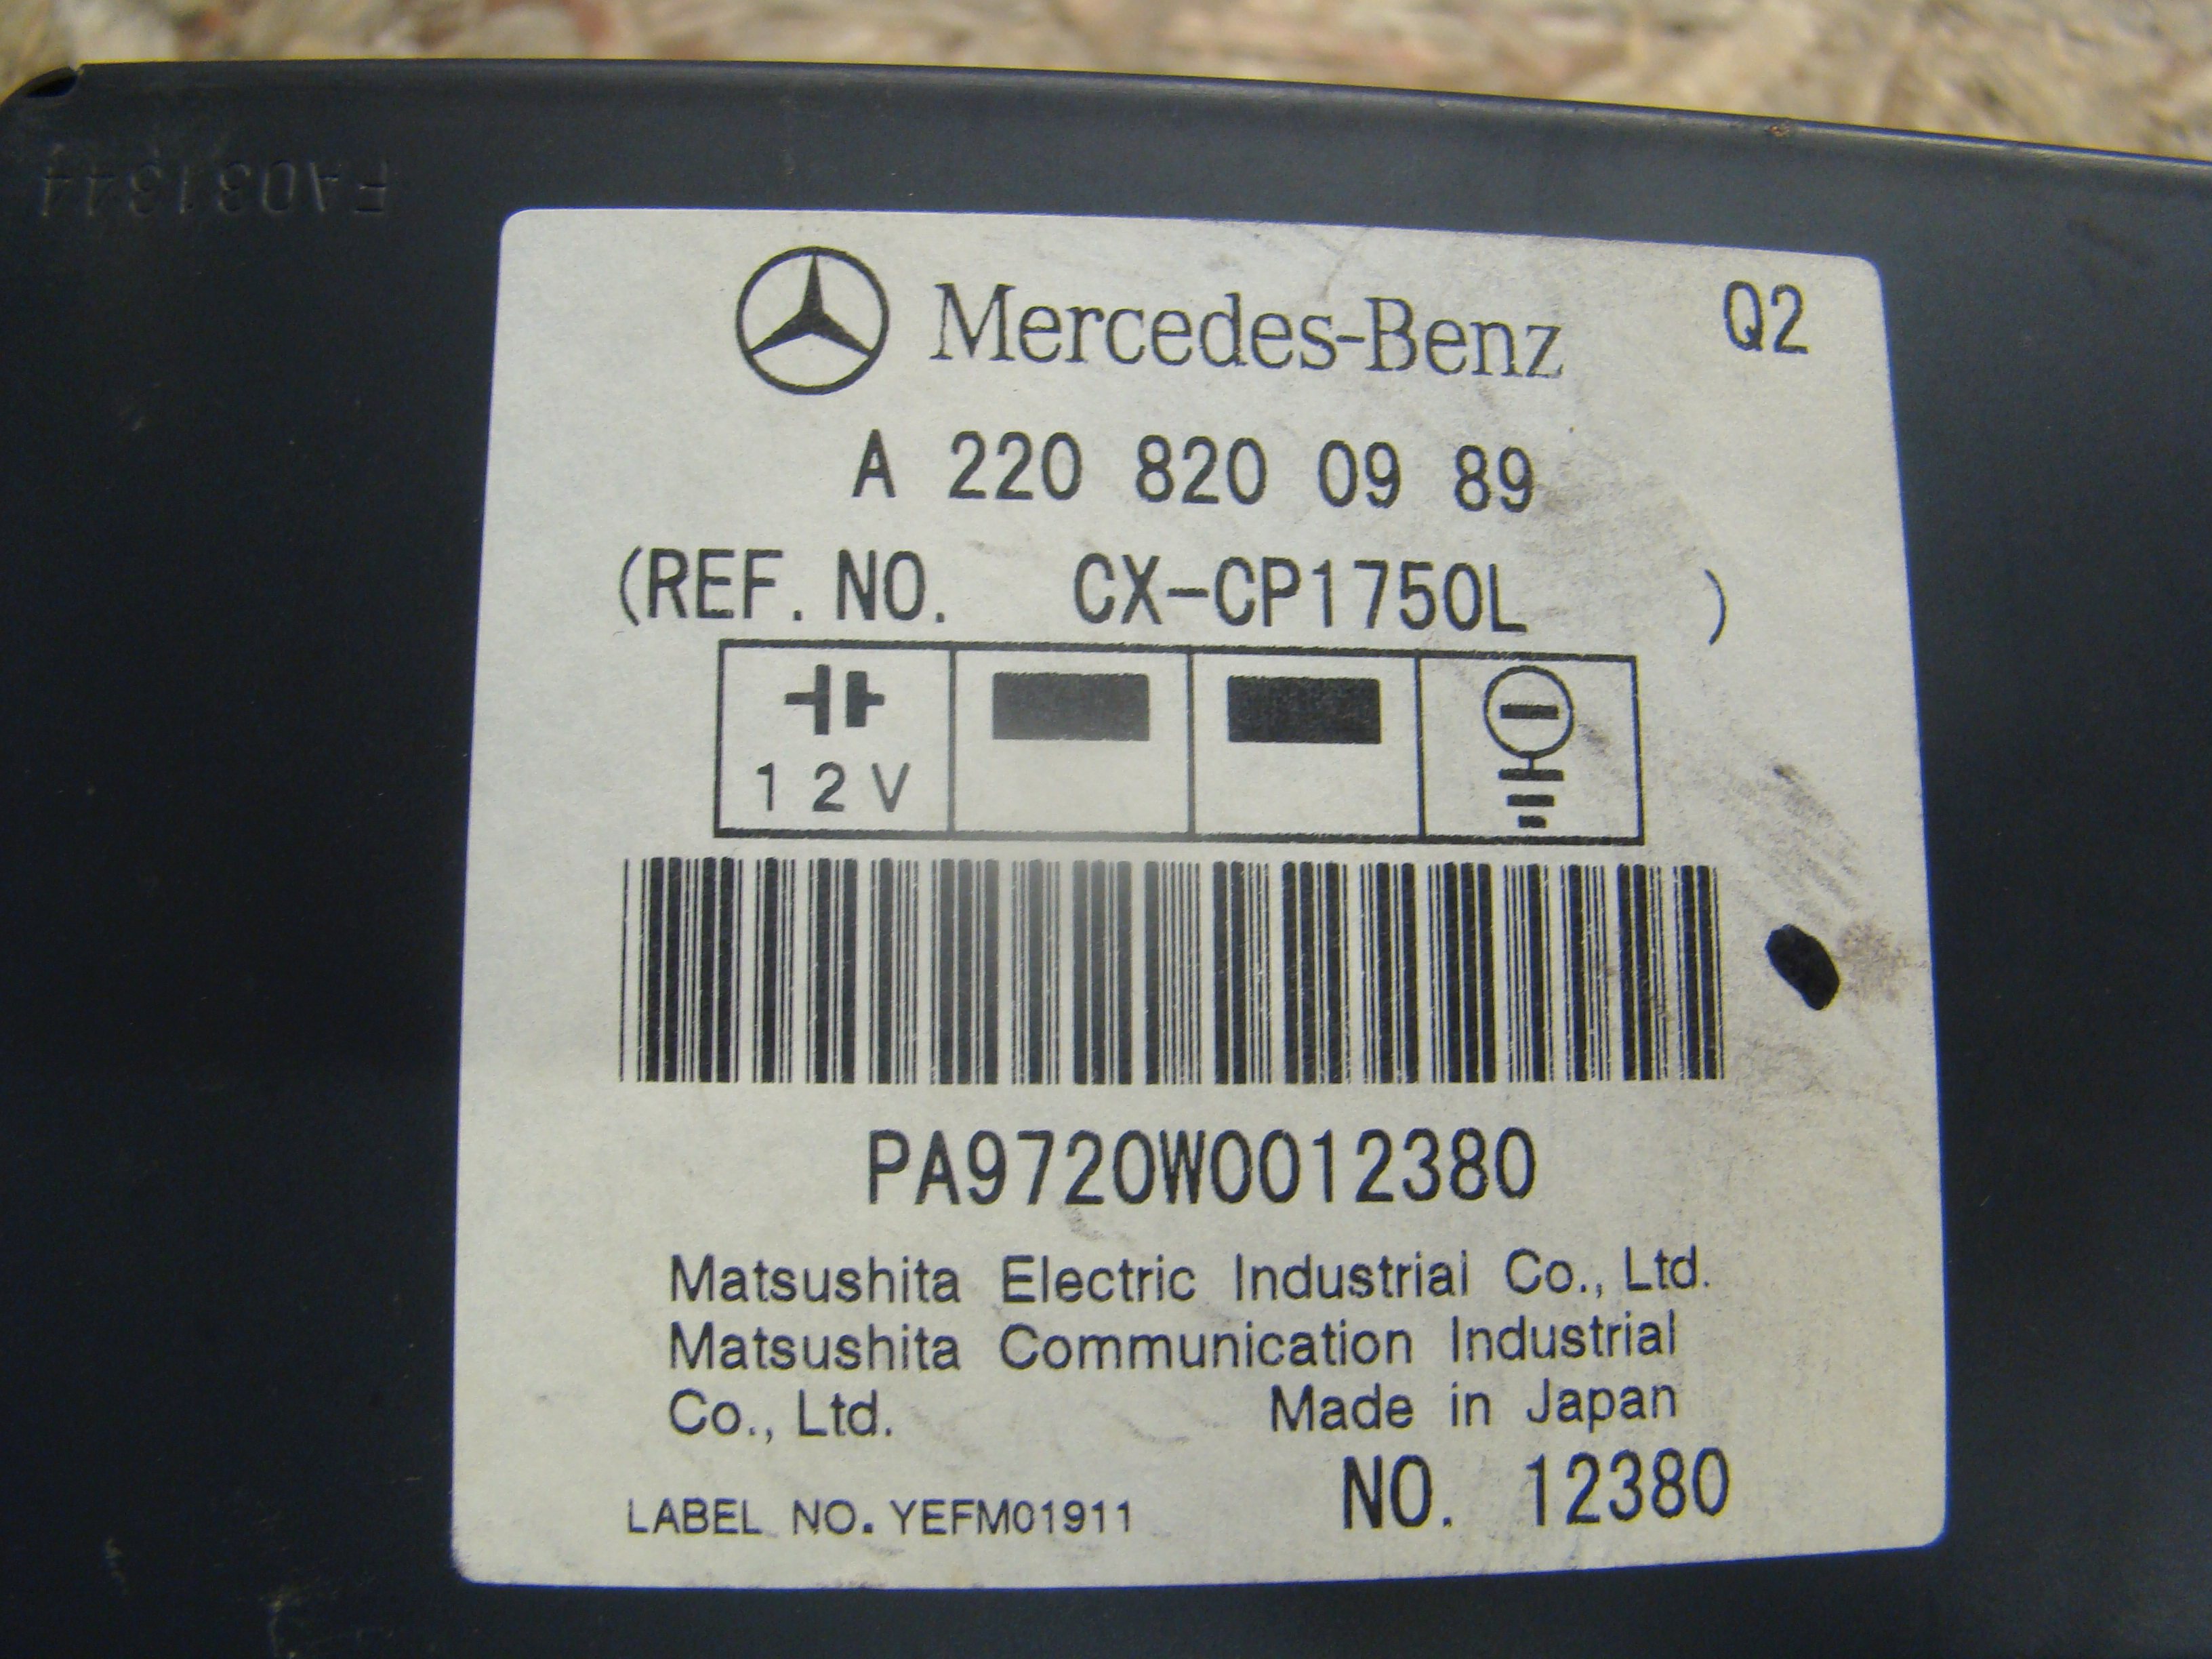 FA081344
Mercedes-Benz Q2
A 220 820 09 89
(REF. NO. CX-CP1750L )
12V
PA9720W0012380
Matsushita Electric Industrial Co., Ltd.
Matsushita Communication Industrial
Co., Ltd. Made in Japan
NO. 12380
LABEL NO. YEFM01911